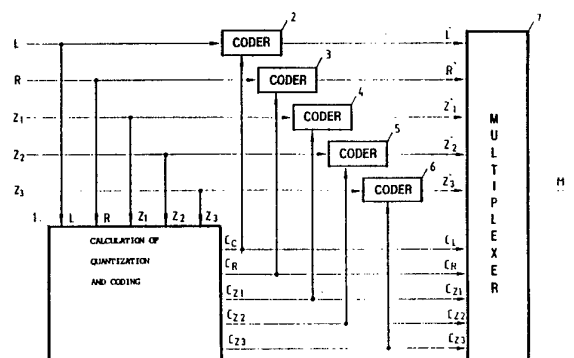 2
7
L
CODER
L'
3
R
CODER
R'
4
Z1
CODER
Z'1
5
Z2
CODER
Z'2
6
Z3
CODER
Z'3
MULTIPLEXER
M
1
L R Z1 Z2 Z3
CALCULATION OF
QUANTIZATION
AND CODING
CC
CL
CR
CR
CZ1
CZ1
CZ2
CZ2
CZ3
CZ3